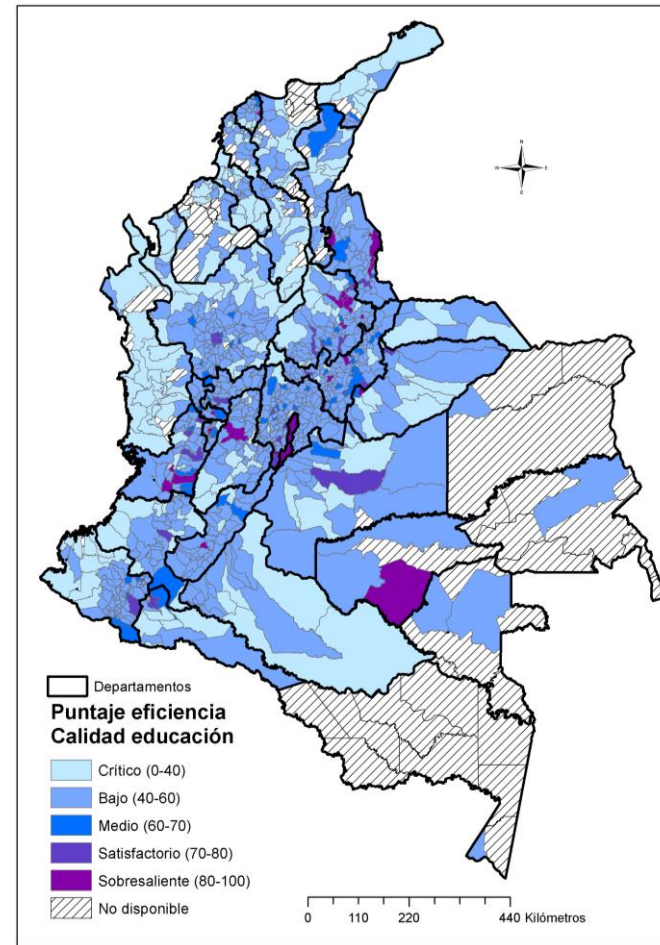 N
W E
S
Departamentos
Puntaje eficiencia
Calidad educación
Crítico (0-40)
Bajo (40-60)
Medio (60-70)
Satisfactorio (70-80)
Sobresaliente (80-100)
No disponible
0 110 220 440 Kilómetros